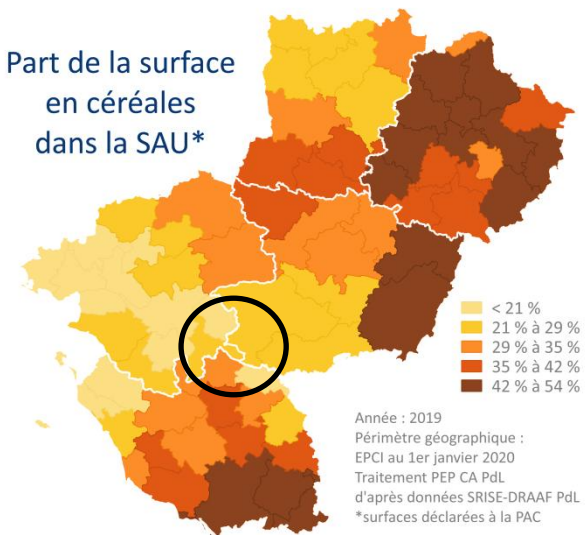 Part de la surface
en céréales
dans la SAU*
< 21 %
21 % à 29 %
29 % à 35 %
35 % à 42 %
42 % à 54 %
Année : 2019
Périmètre géographique :
EPCI au 1er janvier 2020
Traitement PEP CA PdL
d'après données SRISE-DRAAF PdL
*surfaces déclarées à la PAC